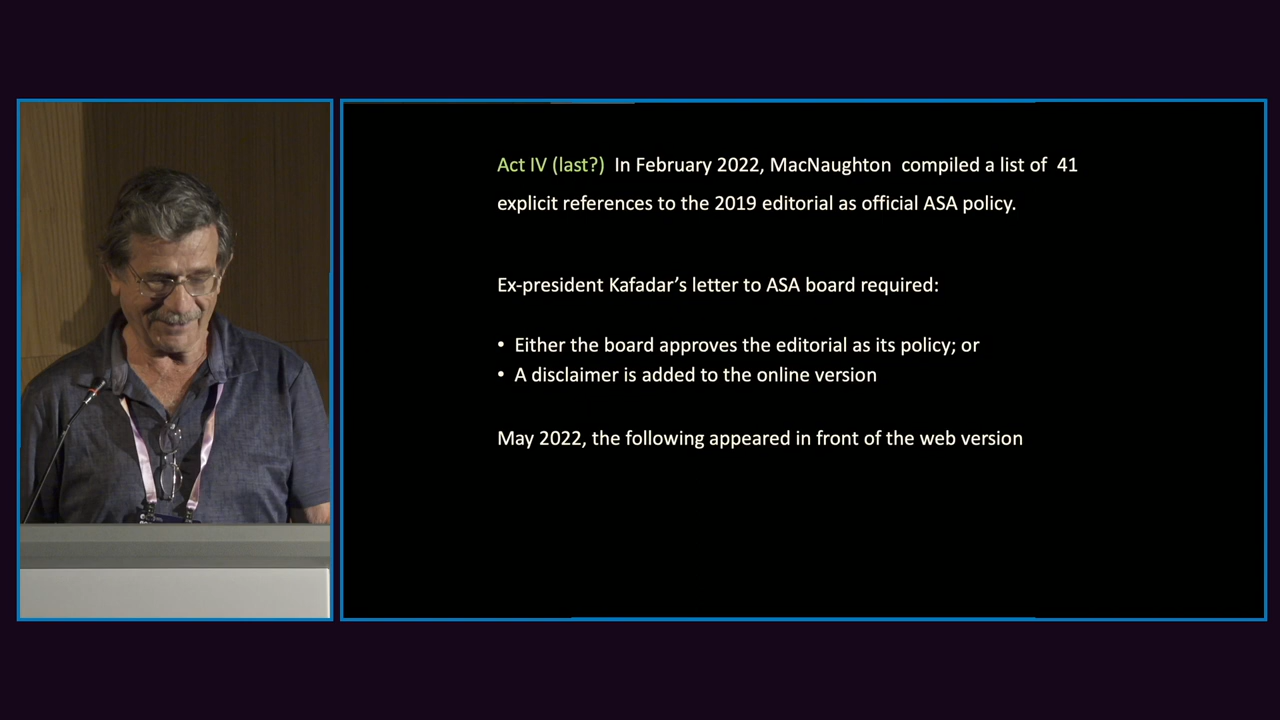 Act IV (last?) In February 2022, MacNaughton compiled a list of 41
explicit references to the 2019 editorial as official ASA policy.
Ex-president Kafadar’s letter to ASA board required:
• Either the board approves the editorial as its policy; or
• A disclaimer is added to the online version
May 2022, the following appeared in front of the web version